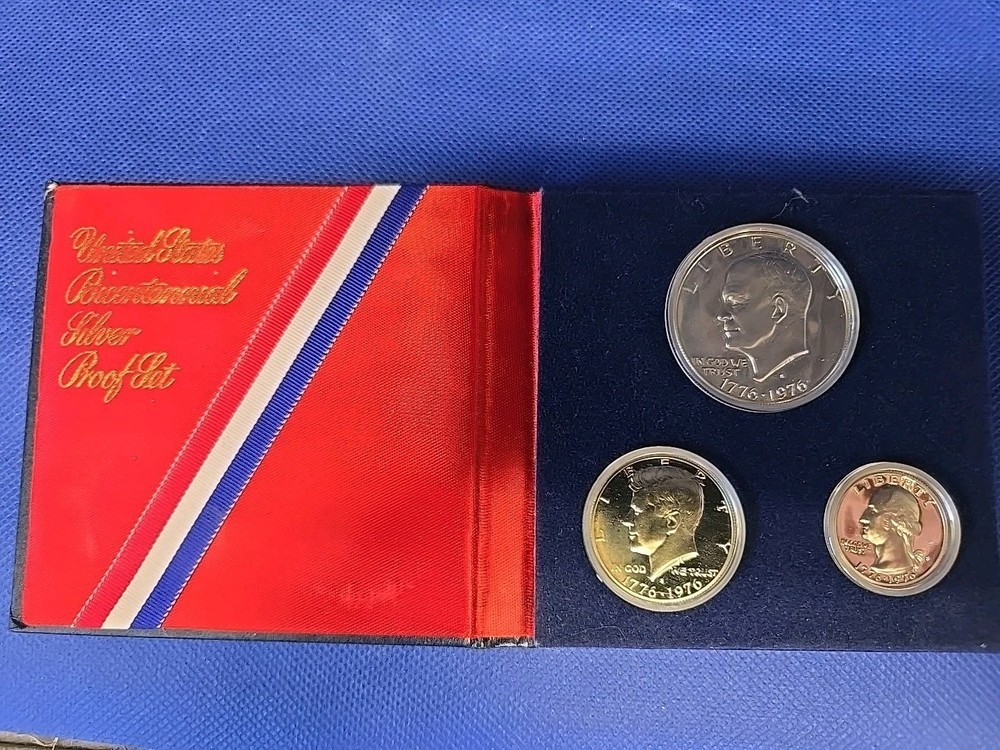 United States
Bicentennial
Silver
Proof Set
LIBERTY
IN GOD WE
TRUST
S
1776·1976
LIBERTY
IN GOD WE TRUST
1776·1976
LIBERTY
IN GOD WE
TRUST
1776·1976